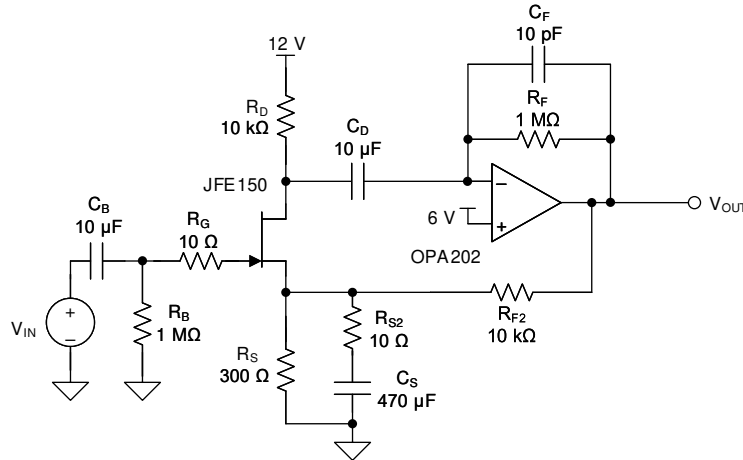 C_F
10 pF
12 V
R_F
1 MΩ
R_D
10 kΩ
C_D
10 µF
JFE150
−
V_OUT
C_B
10 µF
R_G
10 Ω
6 V
+
OPA202
V_IN
+
−
R_B
1 MΩ
R_S2
10 Ω
R_F2
10 kΩ
R_S
300 Ω
C_S
470 µF